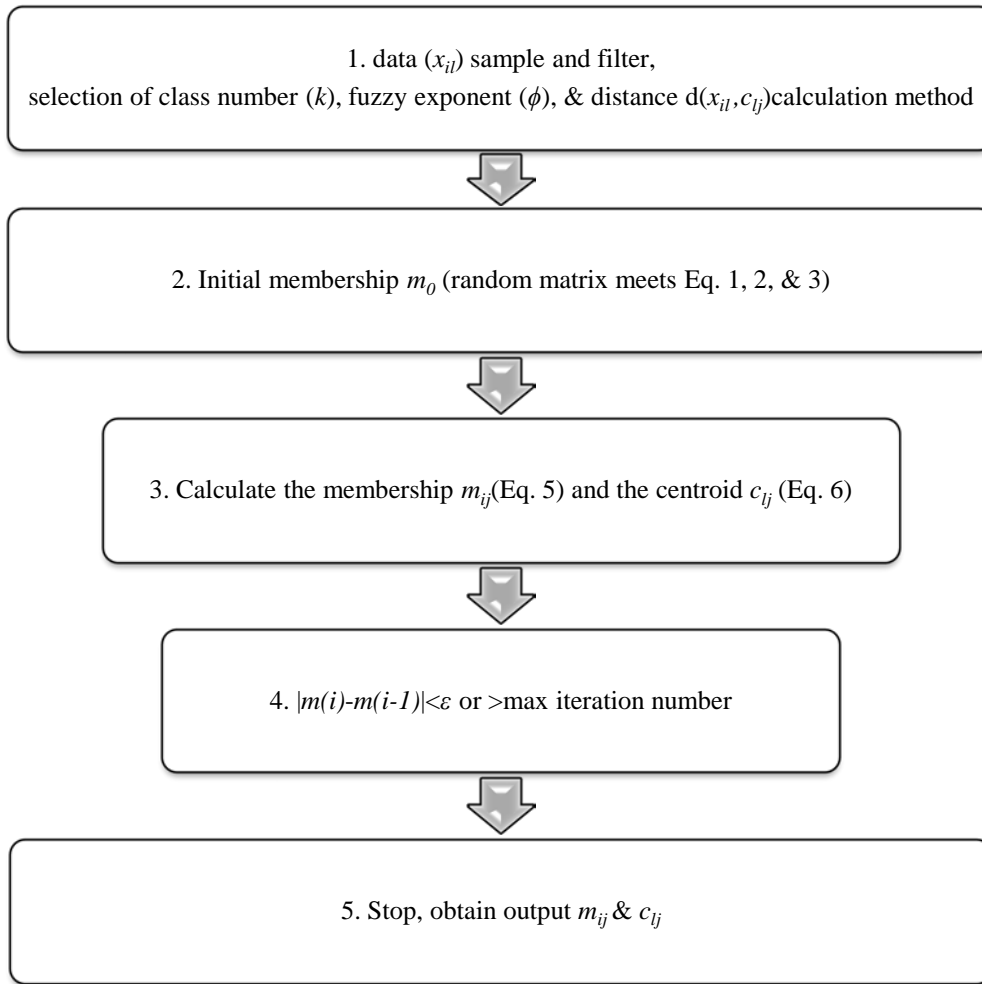 1. data (x_il) sample and filter,
selection of class number (k), fuzzy exponent (ϕ), & distance d(x_il,c_lj)calculation method
2. Initial membership m_0 (random matrix meets Eq. 1, 2, & 3)
3. Calculate the membership m_ij(Eq. 5) and the centroid c_lj (Eq. 6)
4. |m(i)-m(i-1)|<ε or >max iteration number
5. Stop, obtain output m_ij & c_lj